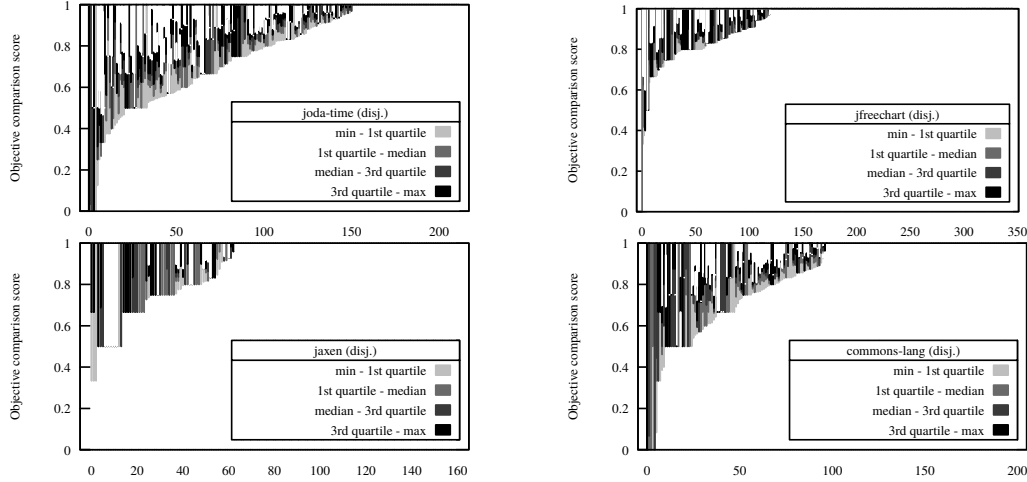 Objective comparison score
1
0.8
0.6
0.4
0.2
0
0 50 100 150 200
joda-time (disj.)
min - 1st quartile
1st quartile - median
median - 3rd quartile
3rd quartile - max
Objective comparison score
1
0.8
0.6
0.4
0.2
0
0 50 100 150 200 250 300 350
jfreechart (disj.)
min - 1st quartile
1st quartile - median
median - 3rd quartile
3rd quartile - max
Objective comparison score
1
0.8
0.6
0.4
0.2
0
0 20 40 60 80 100 120 140 160
jaxen (disj.)
min - 1st quartile
1st quartile - median
median - 3rd quartile
3rd quartile - max
Objective comparison score
1
0.8
0.6
0.4
0.2
0
0 50 100 150 200
commons-lang (disj.)
min - 1st quartile
1st quartile - median
median - 3rd quartile
3rd quartile - max